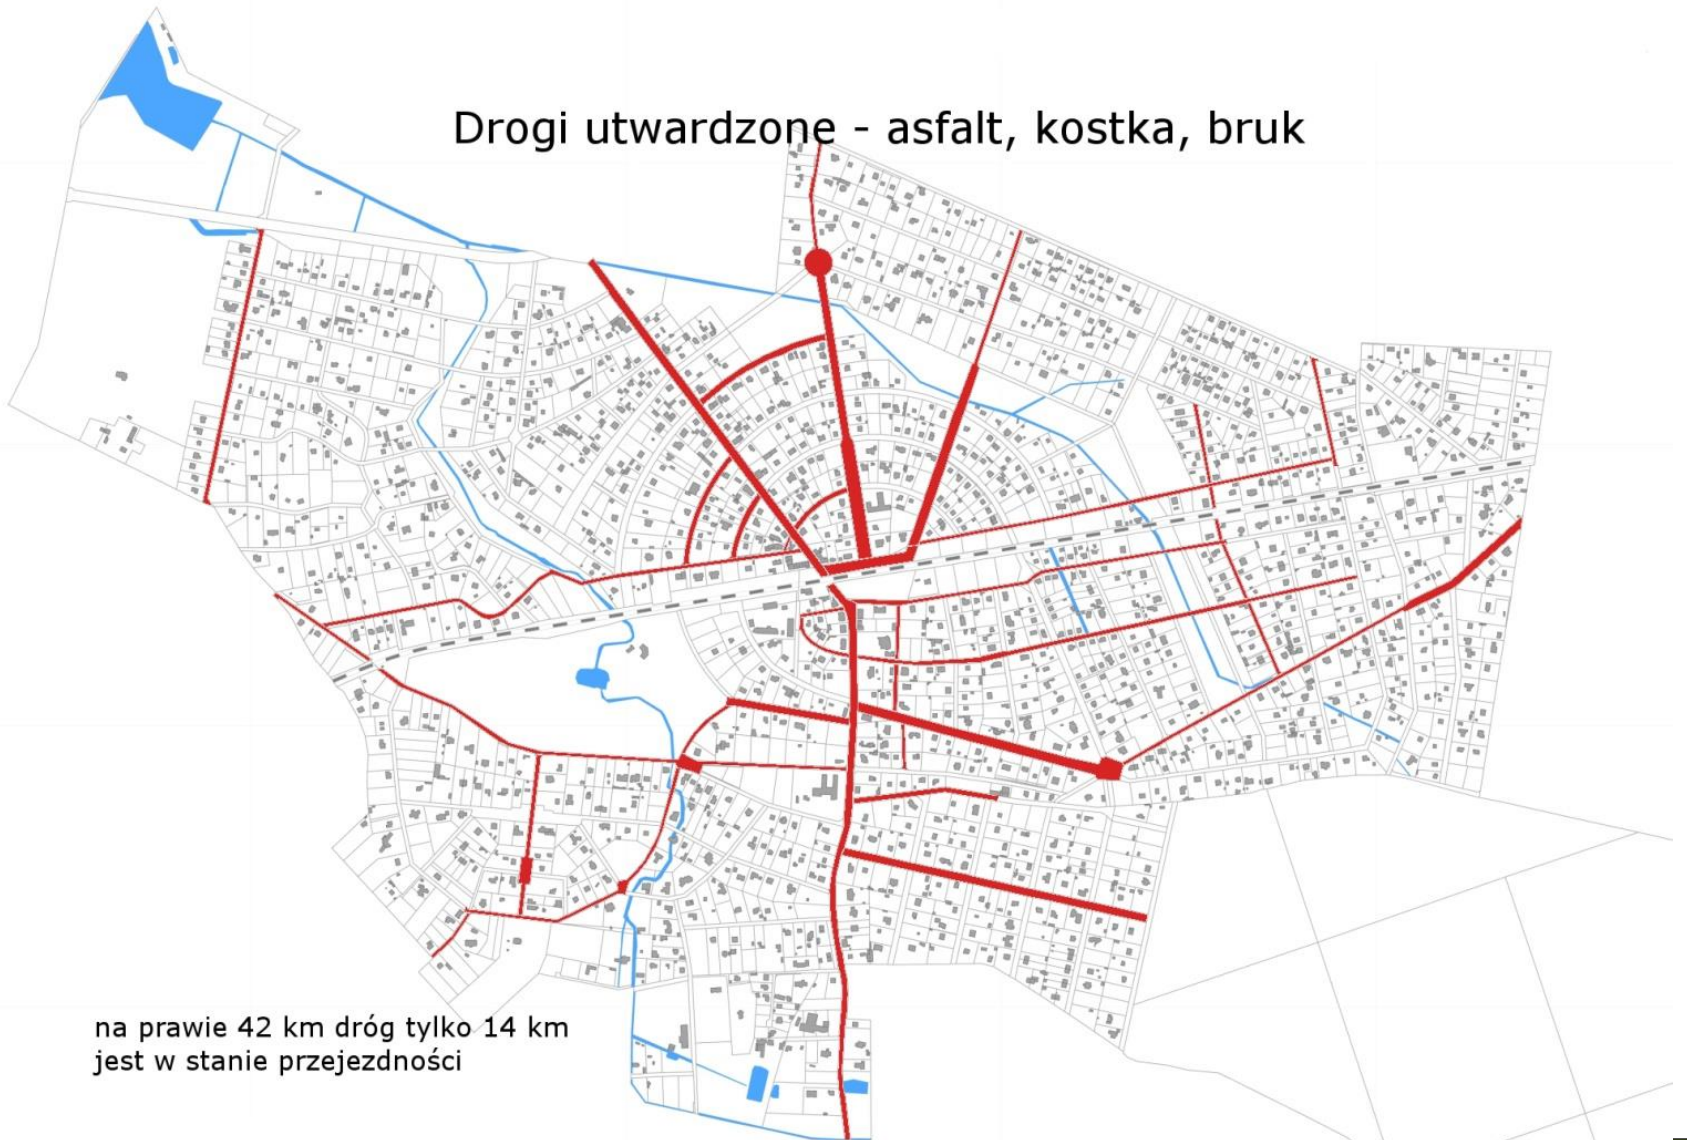 Drogi utwardzone - asfalt, kostka, bruk
na prawie 42 km dróg tylko 14 km
jest w stanie przejezdności